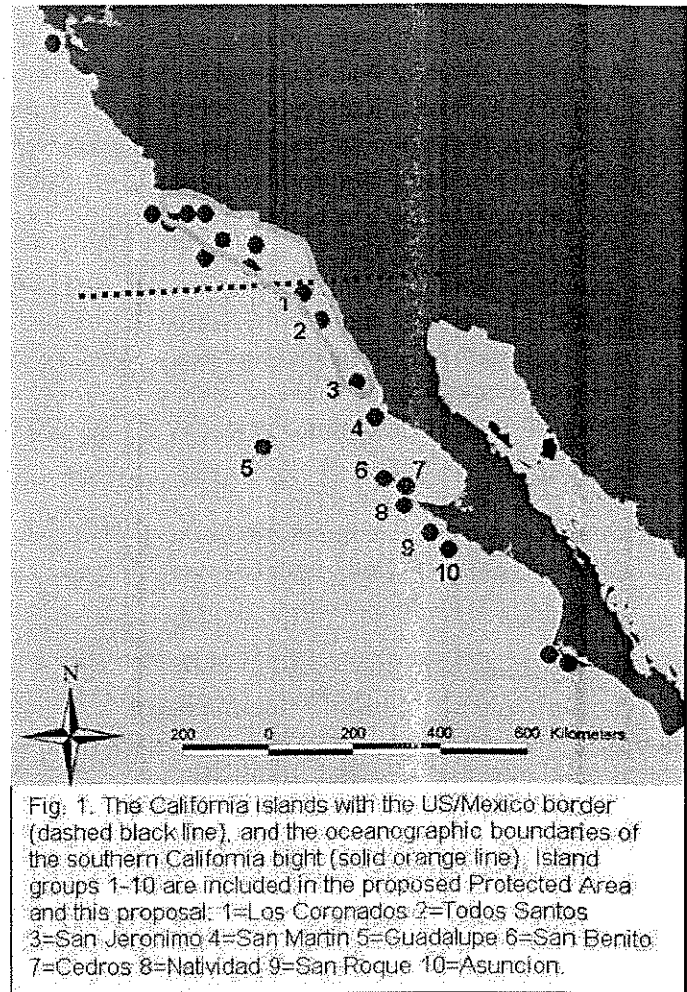 1
2
3
4
5
6
7
8
9
10
N
200 0 200 400 600 Kilometers
Fig. 1. The California islands with the US/Mexico border
(dashed black line), and the oceanographic boundaries of
the southern California bight (solid orange line). Island
groups 1-10 are included in the proposed Protected Area
and this proposal: 1=Los Coronados 2=Todos Santos
3=San Jeronimo 4=San Martin 5=Guadalupe 6=San Benito
7=Cedros 8=Natividad 9=San Roque 10=Asuncion.